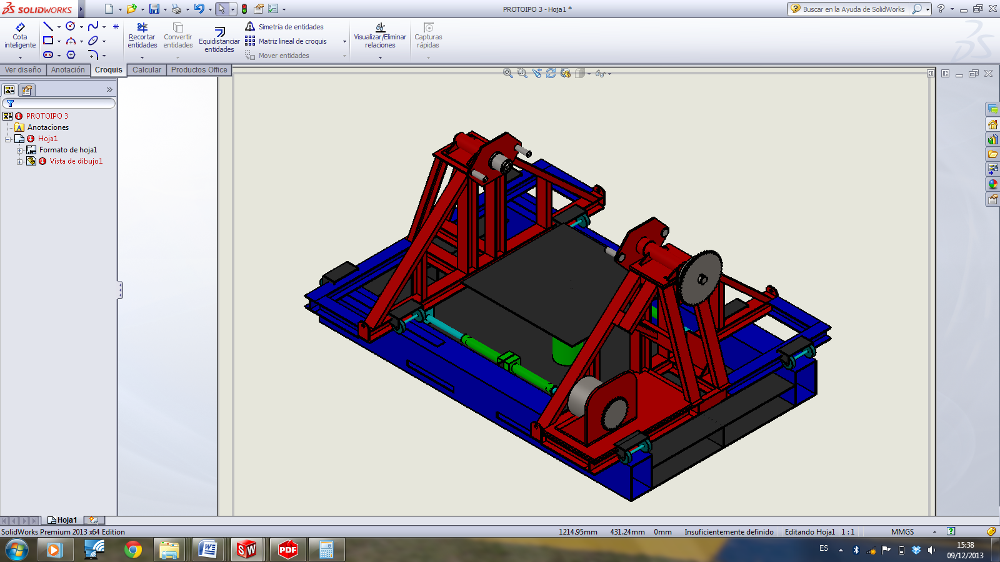 SOLIDWORKS
PROTOIPO 3 - Hoja1 *
Buscar en la Ayuda de SolidWorks
Cota
inteligente
Recortar
entidades
Convertir
entidades
Equidistanciar
entidades
Simetría de entidades
Matriz lineal de croquis
Mover entidades
Visualizar/Eliminar
relaciones
Capturas
rápidas
Ver diseño
Anotación
Croquis
Calcular
Productos Office
PROTOIPO 3
Anotaciones
Hoja1
Formato de hoja1
Vista de dibujo1
Hoja1
SolidWorks Premium 2013 x64 Edition
1214.95mm
431.24mm
0mm
Insuficientemente definido
Editando Hoja1
1 : 1
MMGS
W
SW
PDF
ES
15:38
09/12/2013